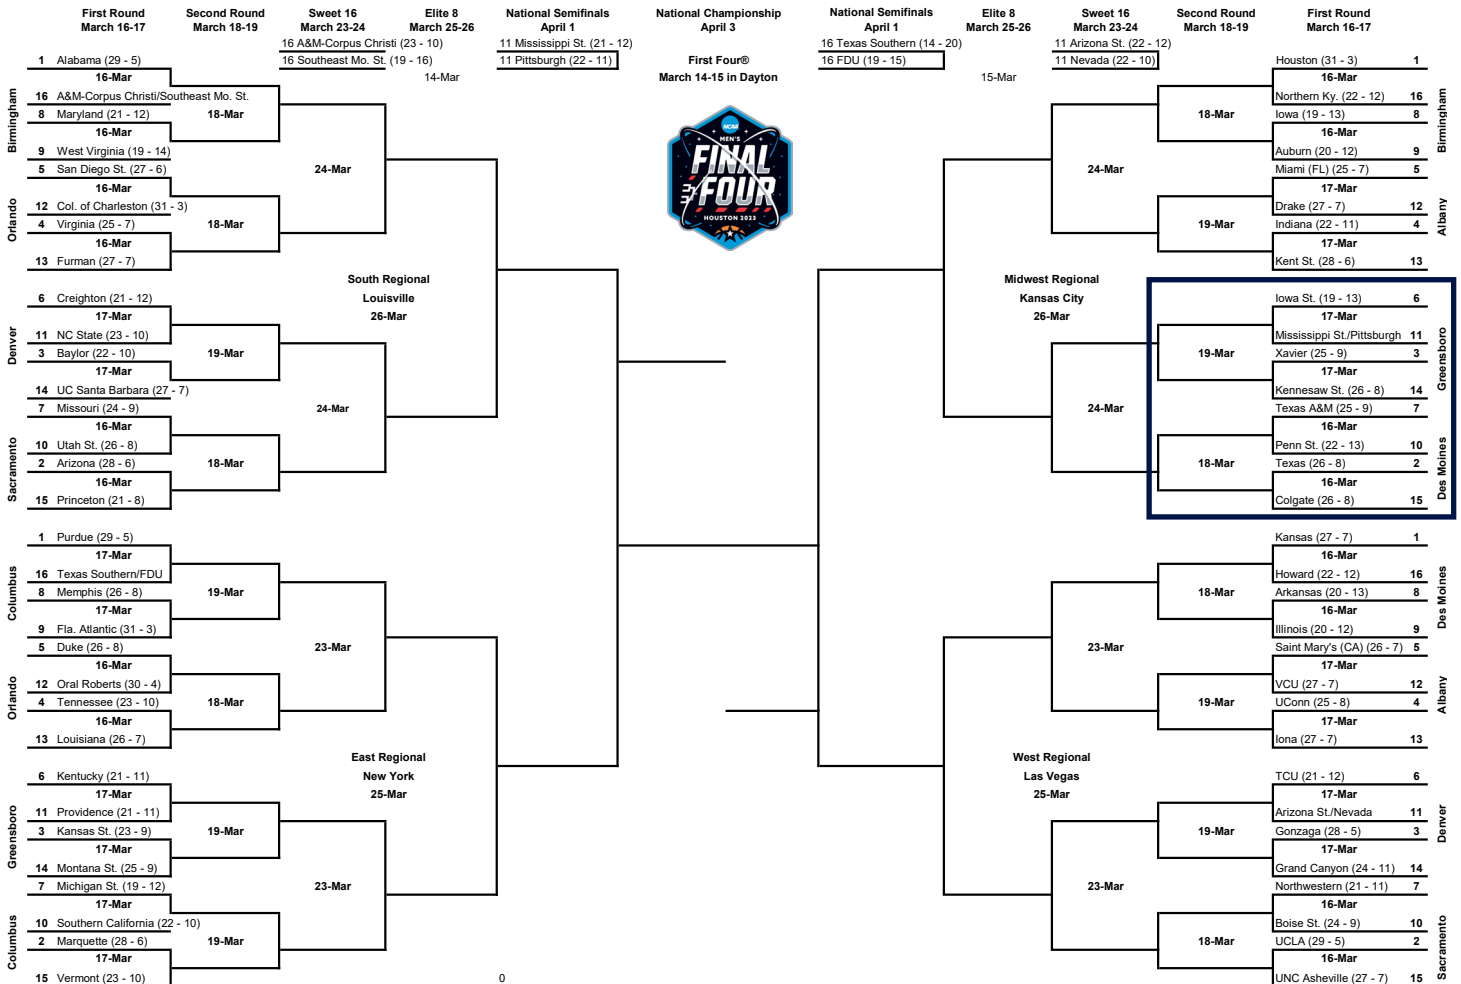 First Round Second Round Sweet 16 Elite 8 National Semifinals National Championship National Semifinals Elite 8 Sweet 16 Second Round First Round
March 16-17 March 18-19 March 23-24 March 25-26 April 1 April 3 April 1 March 25-26 March 23-24 March 18-19 March 16-17
16 A&M-Corpus Christi (23 - 10) 11 Mississippi St. (21 - 12) 16 Texas Southern (14 - 20) 11 Arizona St. (22 - 12)
16 Southeast Mo. St. (19 - 16) 11 Pittsburgh (22 - 11) First Four® 16 FDU (19 - 15) 11 Nevada (22 - 10)
14-Mar March 14-15 in Dayton 15-Mar
NCAA
MEN'S
FINAL
FOUR
HOUSTON 2023
Birmingham
1 Alabama (29 - 5)
16-Mar
16 A&M-Corpus Christi/Southeast Mo. St.
18-Mar
8 Maryland (21 - 12)
16-Mar
9 West Virginia (19 - 14)
24-Mar
Orlando
5 San Diego St. (27 - 6)
16-Mar
12 Col. of Charleston (31 - 3)
18-Mar
4 Virginia (25 - 7)
16-Mar
13 Furman (27 - 7)
South Regional
Louisville
26-Mar
Denver
6 Creighton (21 - 12)
17-Mar
11 NC State (23 - 10)
19-Mar
3 Baylor (22 - 10)
17-Mar
14 UC Santa Barbara (27 - 7)
24-Mar
Sacramento
7 Missouri (24 - 9)
16-Mar
10 Utah St. (26 - 8)
18-Mar
2 Arizona (28 - 6)
16-Mar
15 Princeton (21 - 8)
Columbus
1 Purdue (29 - 5)
17-Mar
16 Texas Southern/FDU
19-Mar
8 Memphis (26 - 8)
17-Mar
9 Fla. Atlantic (31 - 3)
23-Mar
Orlando
5 Duke (26 - 8)
16-Mar
12 Oral Roberts (30 - 4)
18-Mar
4 Tennessee (23 - 10)
16-Mar
13 Louisiana (26 - 7)
East Regional
New York
25-Mar
Greensboro
6 Kentucky (21 - 11)
17-Mar
11 Providence (21 - 11)
19-Mar
3 Kansas St. (23 - 9)
17-Mar
14 Montana St. (25 - 9)
23-Mar
Columbus
7 Michigan St. (19 - 12)
17-Mar
10 Southern California (22 - 10)
19-Mar
2 Marquette (28 - 6)
17-Mar
15 Vermont (23 - 10)
0
Houston (31 - 3) 1
16-Mar
Northern Ky. (22 - 12) 16
18-Mar
Iowa (19 - 13) 8
16-Mar
Auburn (20 - 12) 9
Birmingham
24-Mar
Miami (FL) (25 - 7) 5
17-Mar
Drake (27 - 7) 12
19-Mar
Indiana (22 - 11) 4
17-Mar
Kent St. (28 - 6) 13
Albany
Midwest Regional
Kansas City
26-Mar
Iowa St. (19 - 13) 6
17-Mar
Mississippi St./Pittsburgh 11
19-Mar
Xavier (25 - 9) 3
17-Mar
Kennesaw St. (26 - 8) 14
Greensboro
24-Mar
Texas A&M (25 - 9) 7
16-Mar
Penn St. (22 - 13) 10
18-Mar
Texas (26 - 8) 2
16-Mar
Colgate (26 - 8) 15
Des Moines
Kansas (27 - 7) 1
16-Mar
Howard (22 - 12) 16
18-Mar
Arkansas (20 - 13) 8
16-Mar
Illinois (20 - 12) 9
Des Moines
23-Mar
Saint Mary's (CA) (26 - 7) 5
17-Mar
VCU (27 - 7) 12
19-Mar
UConn (25 - 8) 4
17-Mar
Iona (27 - 7) 13
Albany
West Regional
Las Vegas
25-Mar
TCU (21 - 12) 6
17-Mar
Arizona St./Nevada 11
19-Mar
Gonzaga (28 - 5) 3
17-Mar
Grand Canyon (24 - 11) 14
Denver
23-Mar
Northwestern (21 - 11) 7
16-Mar
Boise St. (24 - 9) 10
18-Mar
UCLA (29 - 5) 2
16-Mar
UNC Asheville (27 - 7) 15
Sacramento